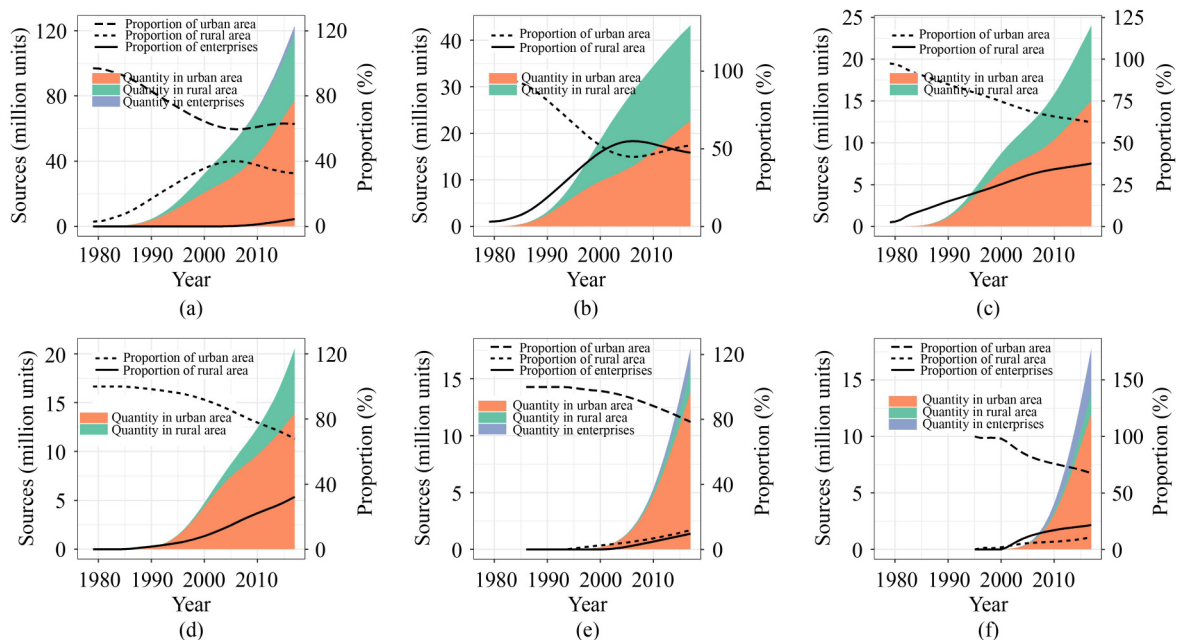 Sources (million units)
120
80
40
0
Proportion of urban area
Proportion of rural area
Proportion of enterprises
Quantity in urban area
Quantity in rural area
Quantity in enterprises
120
80
40
0
Proportion (%)
1980 1990 2000 2010
Year
(a)
Sources (million units)
40
30
20
10
0
Proportion of urban area
Proportion of rural area
Quantity in urban area
Quantity in rural area
100
50
0
Proportion (%)
1980 1990 2000 2010
Year
(b)
Sources (million units)
25
20
15
10
5
0
Proportion of urban area
Proportion of rural area
Quantity in urban area
Quantity in rural area
125
100
75
50
25
0
Proportion (%)
1980 1990 2000 2010
Year
(c)
Sources (million units)
20
15
10
5
0
Proportion of urban area
Proportion of rural area
Quantity in urban area
Quantity in rural area
120
80
40
0
Proportion (%)
1980 1990 2000 2010
Year
(d)
Sources (million units)
15
10
5
0
Proportion of urban area
Proportion of rural area
Proportion of enterprises
Quantity in urban area
Quantity in rural area
Quantity in enterprises
120
80
40
0
Proportion (%)
1980 1990 2000 2010
Year
(e)
Sources (million units)
15
10
5
0
Proportion of urban area
Proportion of rural area
Proportion of enterprises
Quantity in urban area
Quantity in rural area
Quantity in enterprises
150
100
50
0
Proportion (%)
1980 1990 2000 2010
Year
(f)